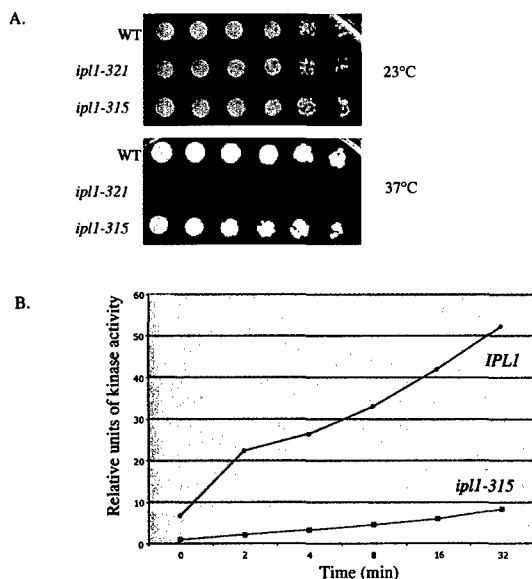 A.
WT
ipl1-321
ipl1-315
23°C
WT
ipl1-321
ipl1-315
37°C
B.
Relative units of kinase activity
60
50
40
30
20
10
0
IPL1
ipl1-315
0 2 4 8 16 32
Time (min)